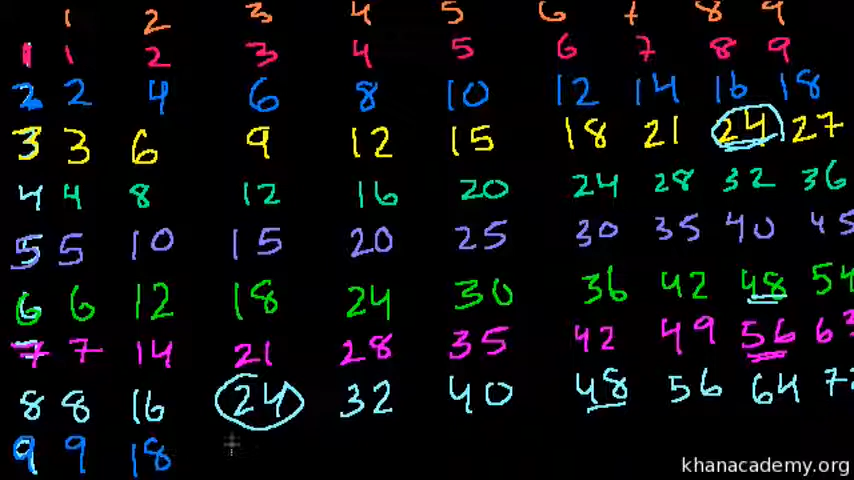 1 2 3 4 5 6 7 8 9
1 1 2 3 4 5 6 7 8 9
2 2 4 6 8 10 12 14 16 18
3 3 6 9 12 15 18 21 24 27
4 4 8 12 16 20 24 28 32 36
5 5 10 15 20 25 30 35 40 45
6 6 12 18 24 30 36 42 48 54
7 7 14 21 28 35 42 49 56 63
8 8 16 24 32 40 48 56 64 72
9 9 18
khanacademy.org